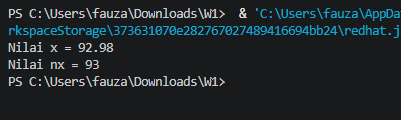 PS C:\Users\fauza\Downloads\W1>  & 'C:\Users\fauza\AppDa
rkspaceStorage\373631070e282767027489416694bb24\redhat.j
Nilai x = 92.98
Nilai nx = 93
PS C:\Users\fauza\Downloads\W1>